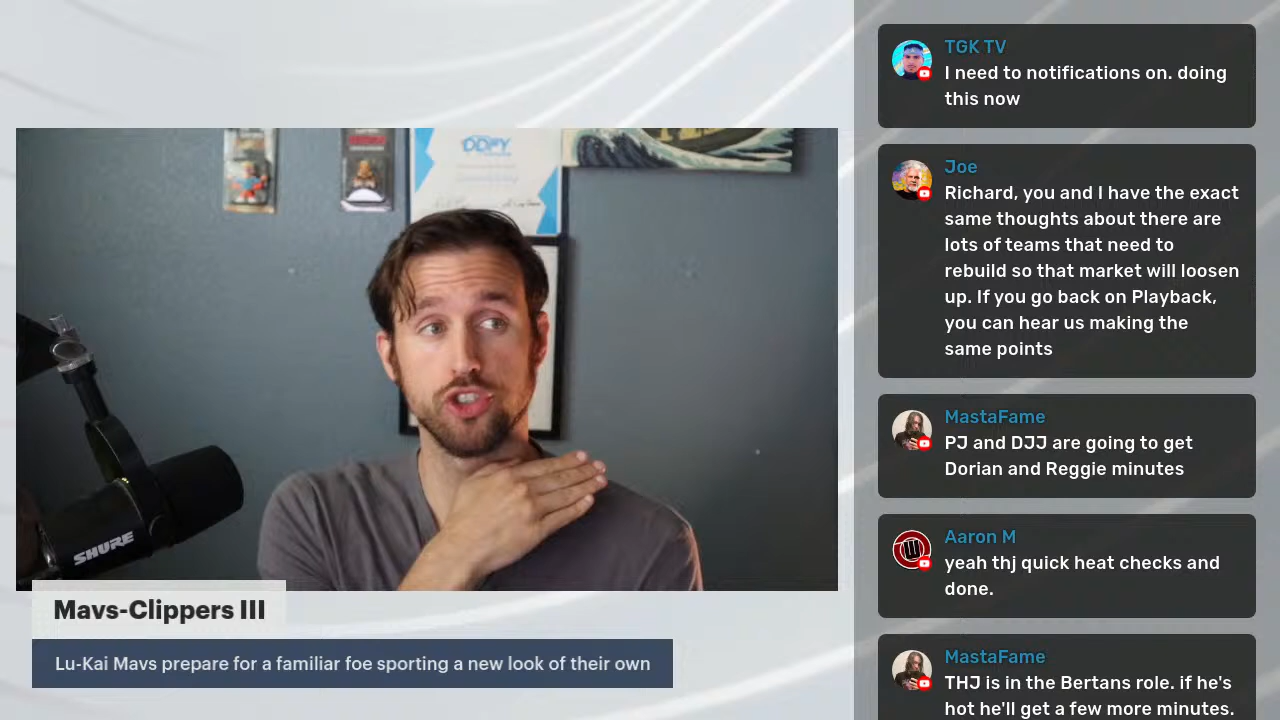 TGK TV
I need to notifications on. doing
this now
Joe
Richard, you and I have the exact
same thoughts about there are
lots of teams that need to
rebuild so that market will loosen
up. If you go back on Playback,
you can hear us making the
same points
MastaFame
PJ and DJJ are going to get
Dorian and Reggie minutes
Aaron M
yeah thj quick heat checks and
done.
MastaFame
THJ is in the Bertans role. if he's
hot he'll get a few more minutes.
SHURE
Mavs-Clippers III
Lu-Kai Mavs prepare for a familiar foe sporting a new look of their own